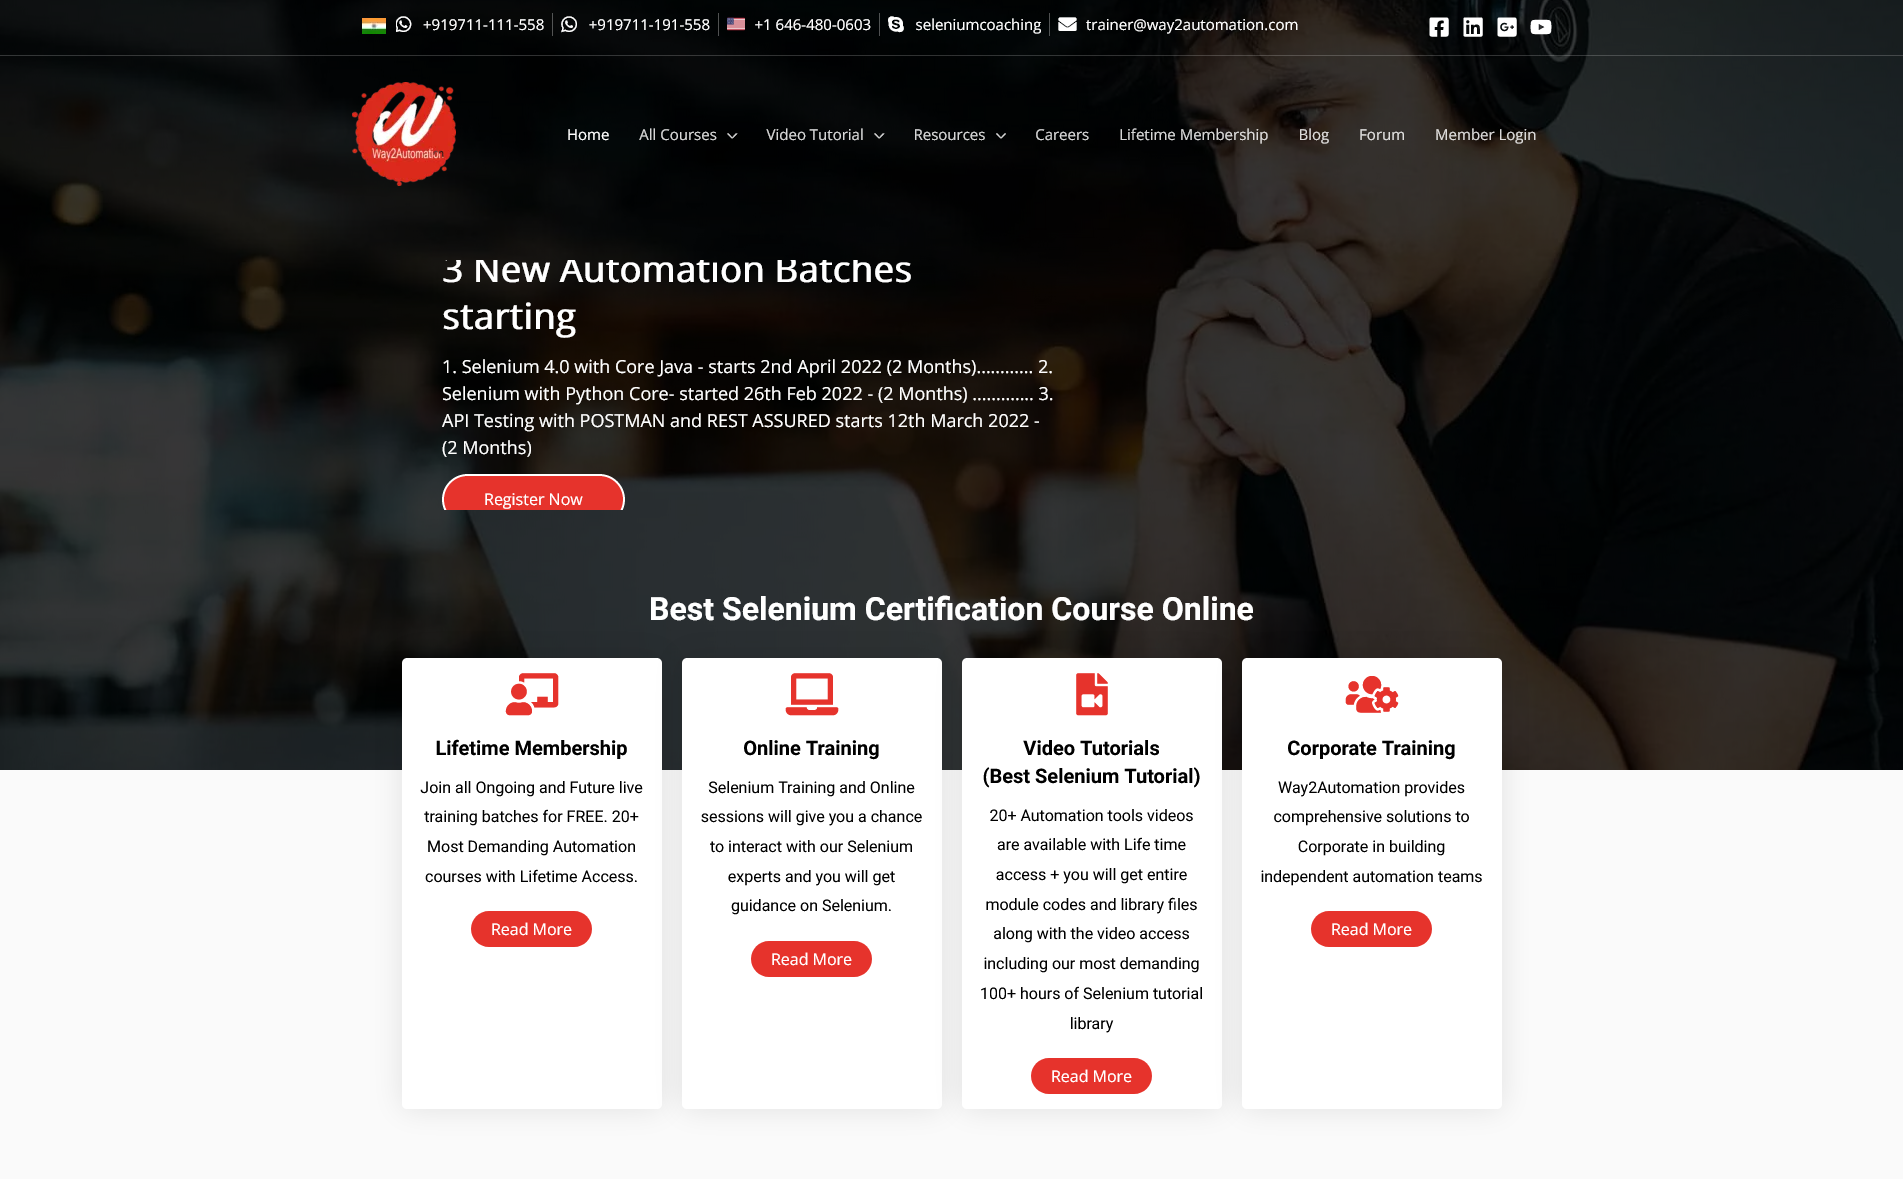 +919711-111-558
+919711-191-558
+1 646-480-0603
seleniumcoaching
trainer@way2automation.com
Way2Automation
Home
All Courses
Video Tutorial
Resources
Careers
Lifetime Membership
Blog
Forum
Member Login
3 New Automation Batches
starting
1. Selenium 4.0 with Core Java - starts 2nd April 2022 (2 Months)............ 2.
Selenium with Python Core- started 26th Feb 2022 - (2 Months) ............. 3.
API Testing with POSTMAN and REST ASSURED starts 12th March 2022 -
(2 Months)
Register Now
Best Selenium Certification Course Online
Lifetime Membership
Join all Ongoing and Future live
training batches for FREE. 20+
Most Demanding Automation
courses with Lifetime Access.
Read More
Online Training
Selenium Training and Online
sessions will give you a chance
to interact with our Selenium
experts and you will get
guidance on Selenium.
Read More
Video Tutorials
(Best Selenium Tutorial)
20+ Automation tools videos
are available with Life time
access + you will get entire
module codes and library files
along with the video access
including our most demanding
100+ hours of Selenium tutorial
library
Read More
Corporate Training
Way2Automation provides
comprehensive solutions to
Corporate in building
independent automation teams
Read More